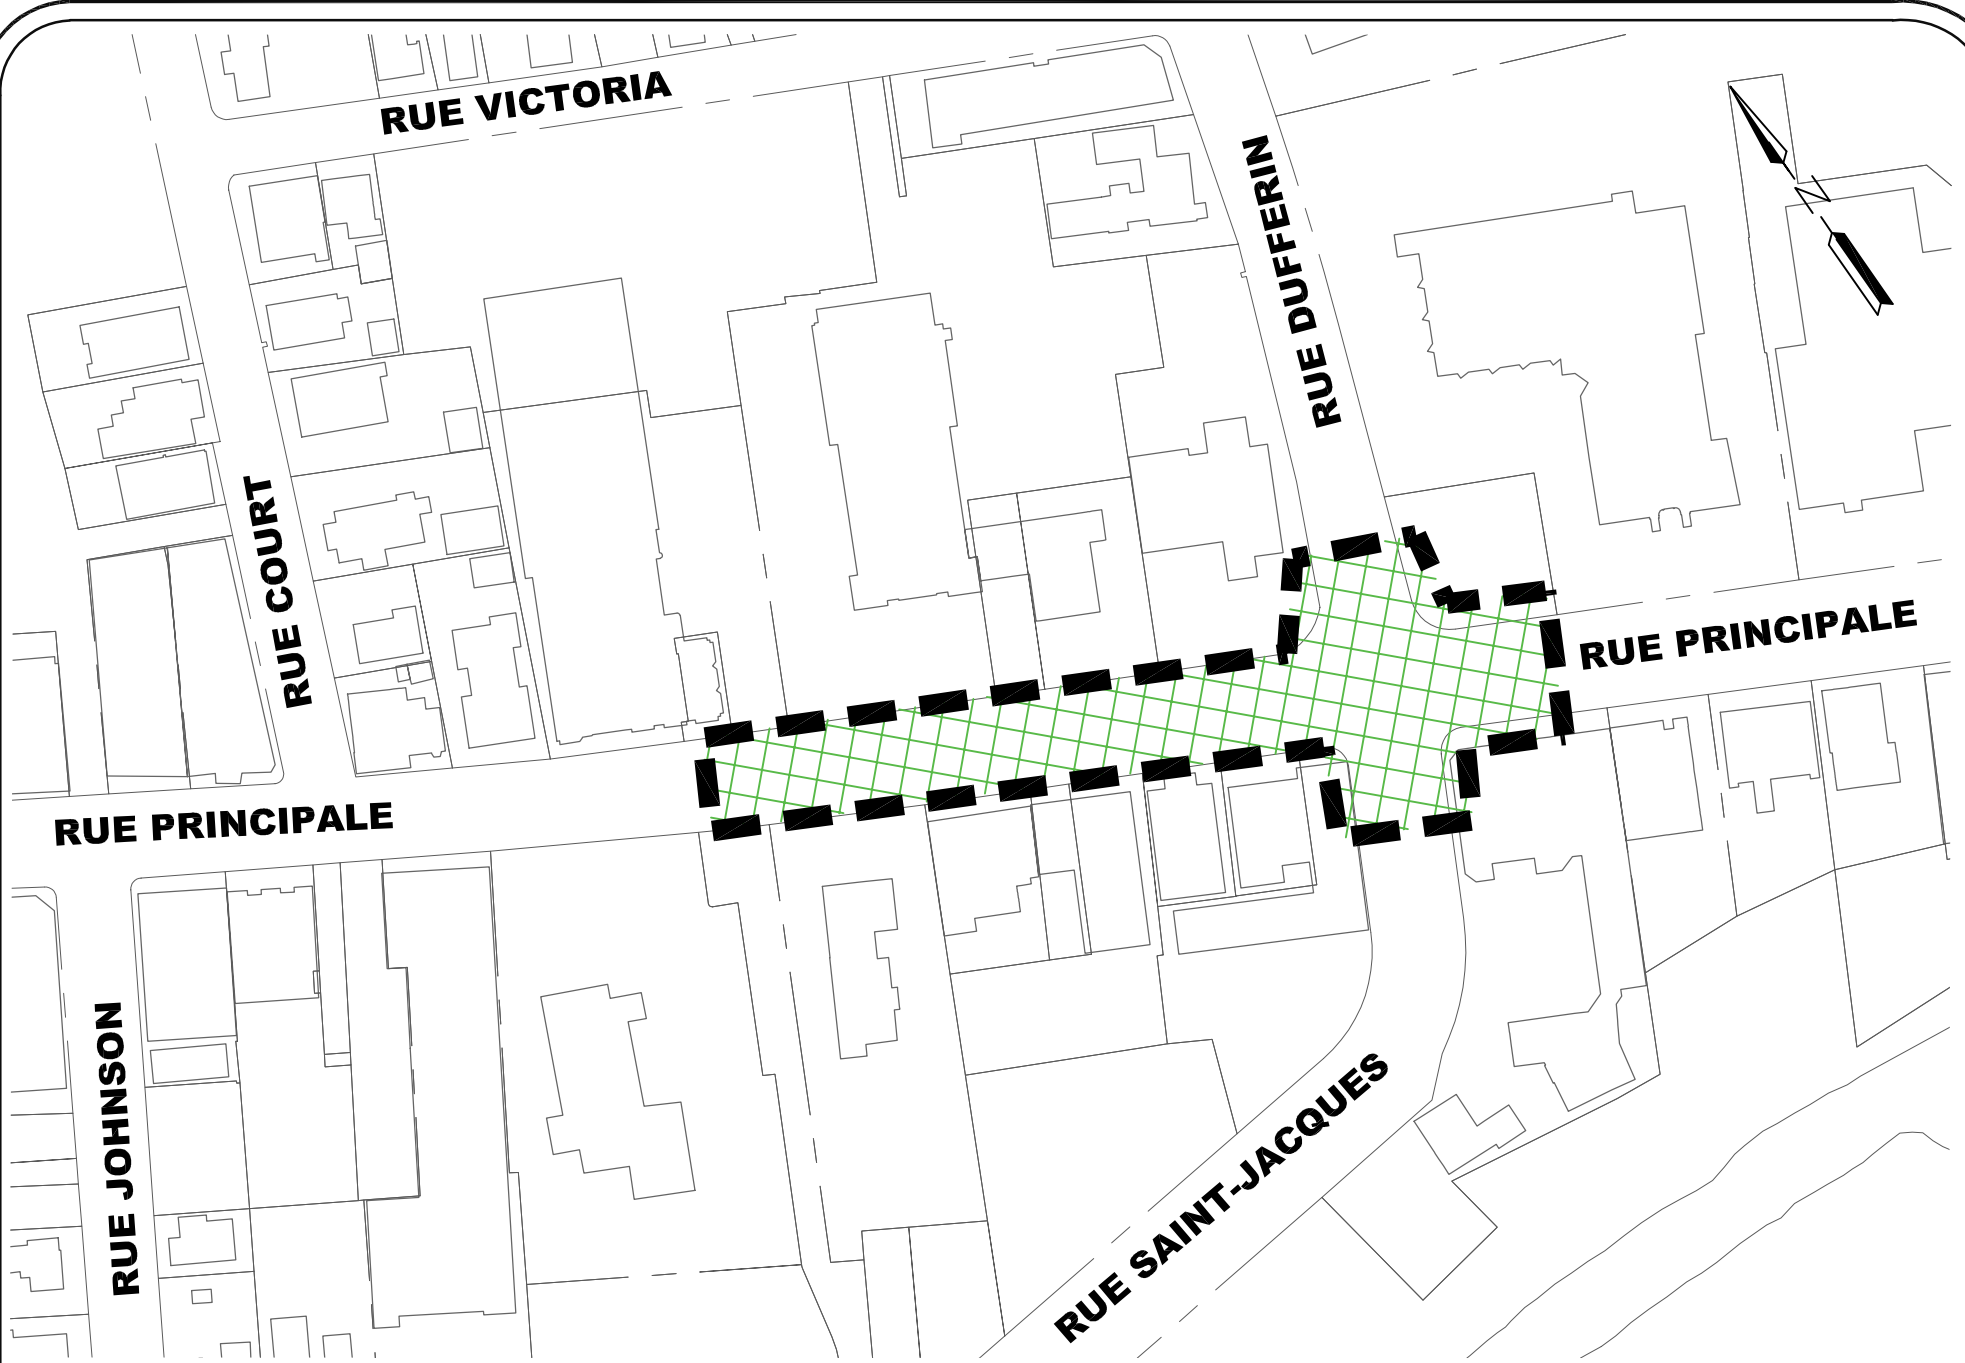 RUE VICTORIA
RUE DUFFERIN
RUE COURT
RUE PRINCIPALE
RUE PRINCIPALE
RUE JOHNSON
RUE SAINT-JACQUES
N